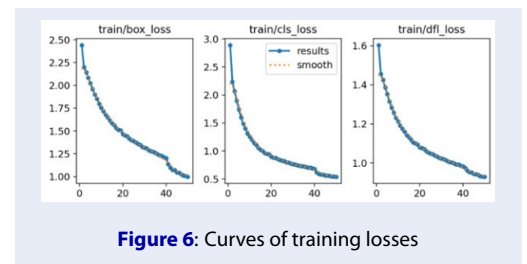 train/box_loss train/cls_loss train/dfl_loss
2.50
2.25
2.00
1.75
1.50
1.25
1.00
0 20 40
3.0
2.5
2.0
1.5
1.0
0.5
0 20 40
results
smooth
1.6
1.4
1.2
1.0
0 20 40
Figure 6: Curves of training losses